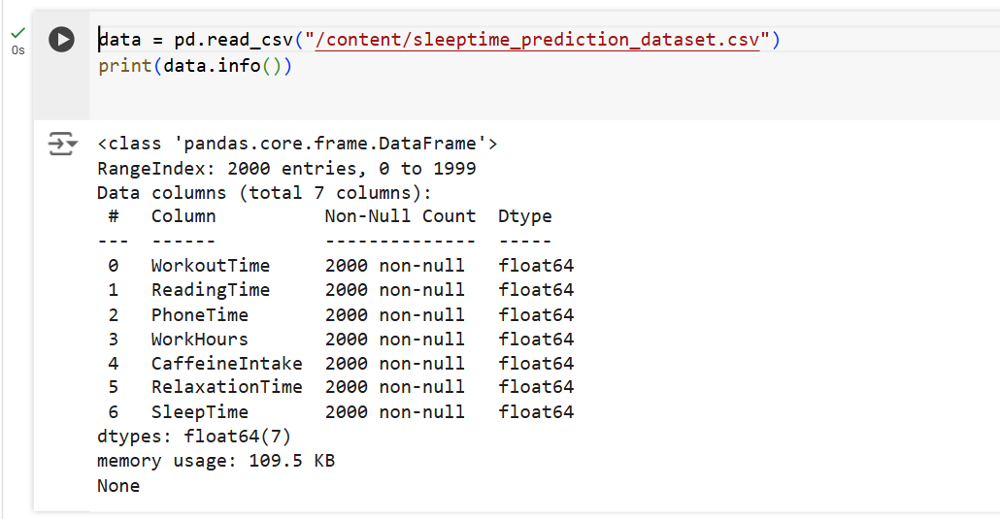 data = pd.read_csv("/content/sleeptime_prediction_dataset.csv")
0s
print(data.info())
<class 'pandas.core.frame.DataFrame'>
RangeIndex: 2000 entries, 0 to 1999
Data columns (total 7 columns):
 #   Column          Non-Null Count  Dtype
---  ------          --------------  -----
 0   WorkoutTime     2000 non-null   float64
 1   ReadingTime     2000 non-null   float64
 2   PhoneTime       2000 non-null   float64
 3   WorkHours       2000 non-null   float64
 4   CaffeineIntake  2000 non-null   float64
 5   RelaxationTime  2000 non-null   float64
 6   SleepTime       2000 non-null   float64
dtypes: float64(7)
memory usage: 109.5 KB
None